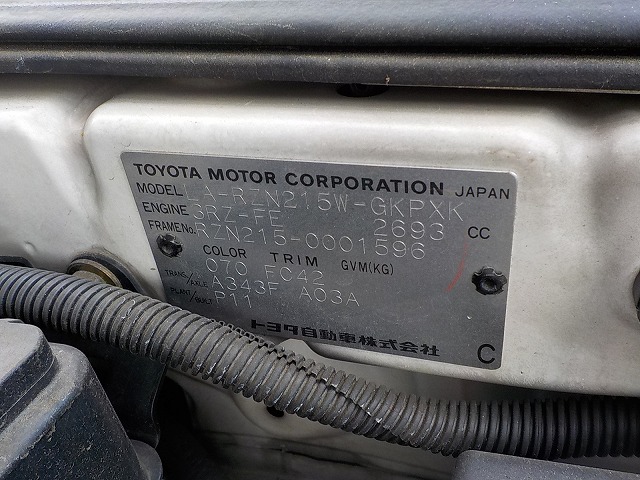 TOYOTA MOTOR CORPORATION JAPAN
MODEL LA-RZN215W-GKPXK
ENGINE 3RZ-FE 2693 CC
FRAME No. RZN215-0001596
COLOR TRIM GVM(KG)
070 FC42
TRANS./AXLE A343F A03A
PLANT/BUILT P11
トヨタ自動車株式会社 C